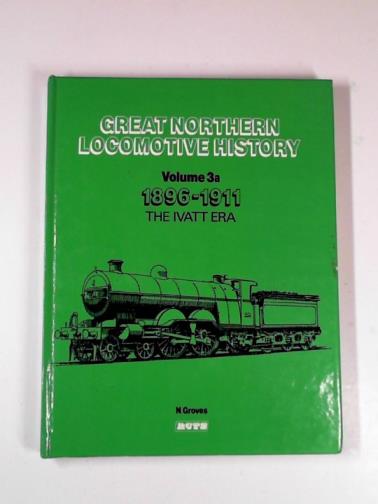 GREAT NORTHERN
LOCOMOTIVE HISTORY
Volume 3a
1896-1911
THE IVATT ERA
N Groves
RCTS